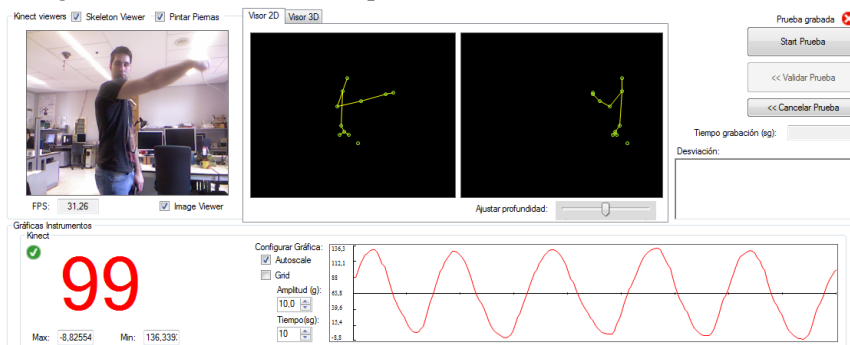 Kinect viewers Skeleton Viewer Pintar Piernas
Visor 2D Visor 3D
Prueba grabada
Start Prueba
<< Validar Prueba
<< Cancelar Prueba
Tiempo grabación (sg):
Desviación:
FPS: 31,26 Image Viewer
Ajustar profundidad:
Gráficas Instrumentos
Kinect
99
Max: -8,82554 Min: 136,339
Configurar Gráfica:
Autoscale
Grid
Amplitud (g):
10,0
Tiempo(sg):
10
136,3
112,1
88
63,8
39,6
15,4
-8,8